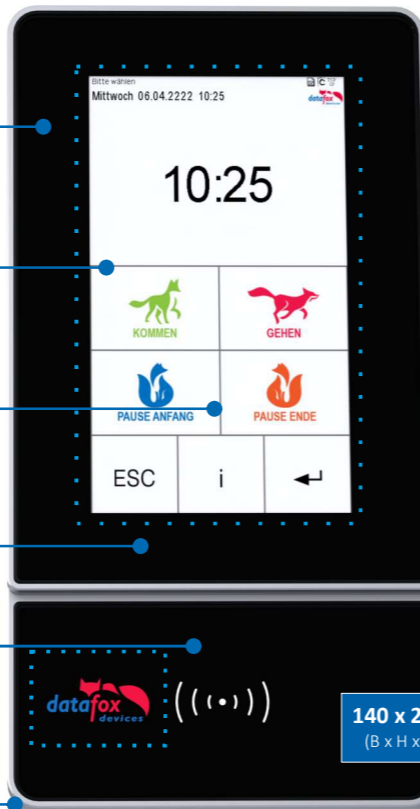 Bitte wählen
Mittwoch 06.04.2222 10:25
datafox
devices
10:25
KOMMEN
GEHEN
PAUSE ANFANG
PAUSE ENDE
ESC
i
datafox
devices
140 x 2
(B x H x